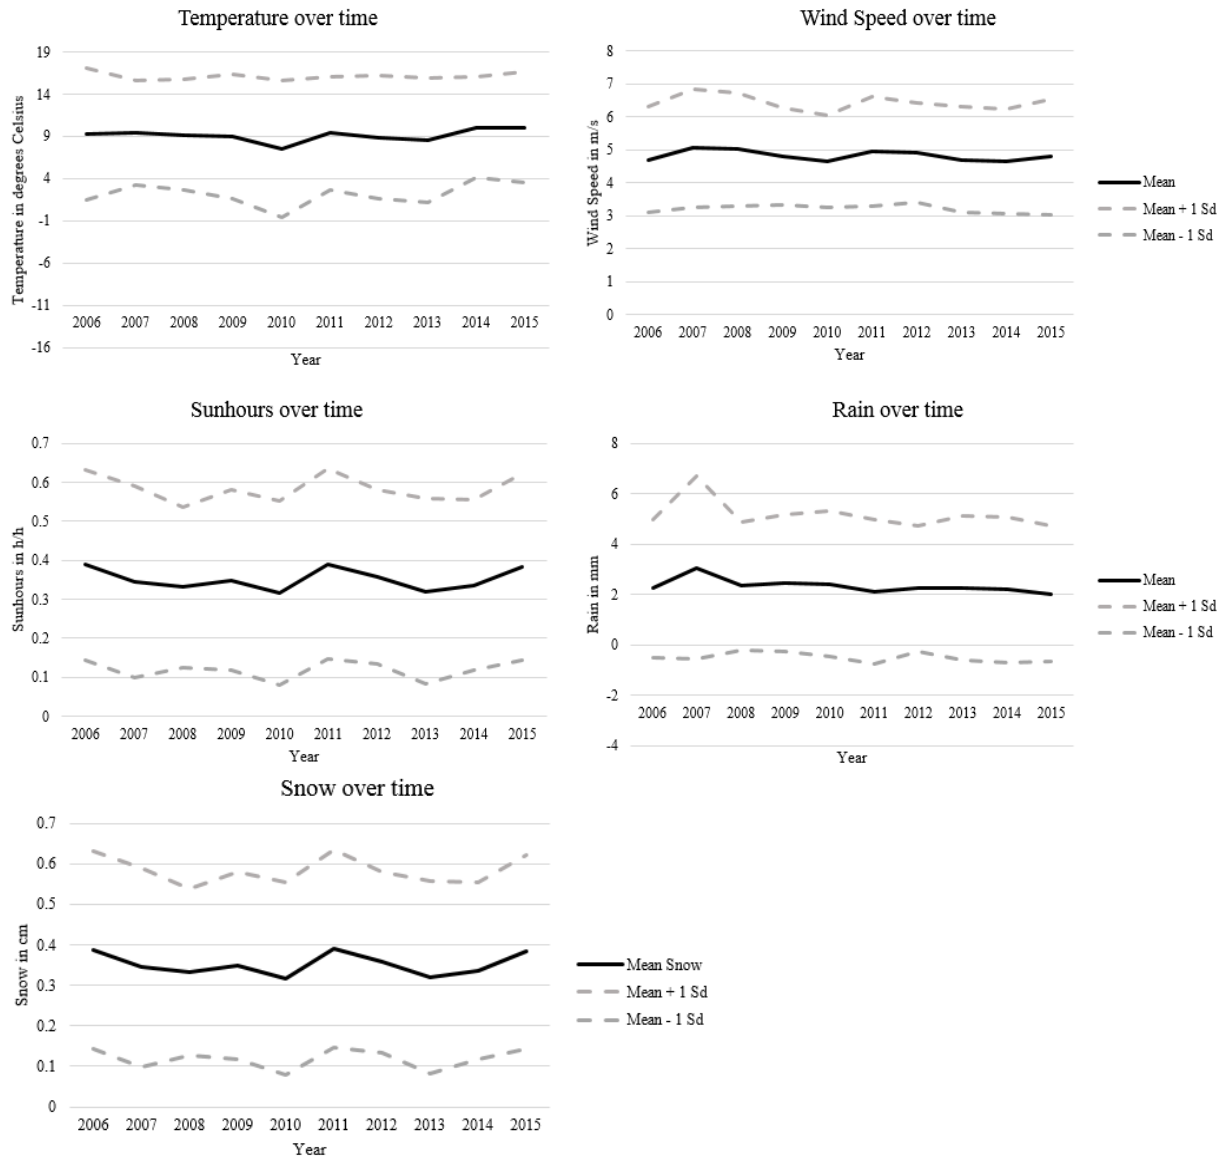 Temperature over time
19
14
9
4
-1
-6
-11
-16
Temperature in degrees Celsius
2006 2007 2008 2009 2010 2011 2012 2013 2014 2015
Year
Wind Speed over time
8
7
6
5
4
3
2
1
0
Wind Speed in m/s
2006 2007 2008 2009 2010 2011 2012 2013 2014 2015
Year
Mean
Mean + 1 Sd
Mean - 1 Sd
Sunhours over time
0.7
0.6
0.5
0.4
0.3
0.2
0.1
0
Sunhours in h/h
2006 2007 2008 2009 2010 2011 2012 2013 2014 2015
Year
Rain over time
8
6
4
2
0
-2
-4
Rain in mm
2006 2007 2008 2009 2010 2011 2012 2013 2014 2015
Year
Mean
Mean + 1 Sd
Mean - 1 Sd
Snow over time
0.7
0.6
0.5
0.4
0.3
0.2
0.1
0
Snow in cm
2006 2007 2008 2009 2010 2011 2012 2013 2014 2015
Year
Mean Snow
Mean + 1 Sd
Mean - 1 Sd